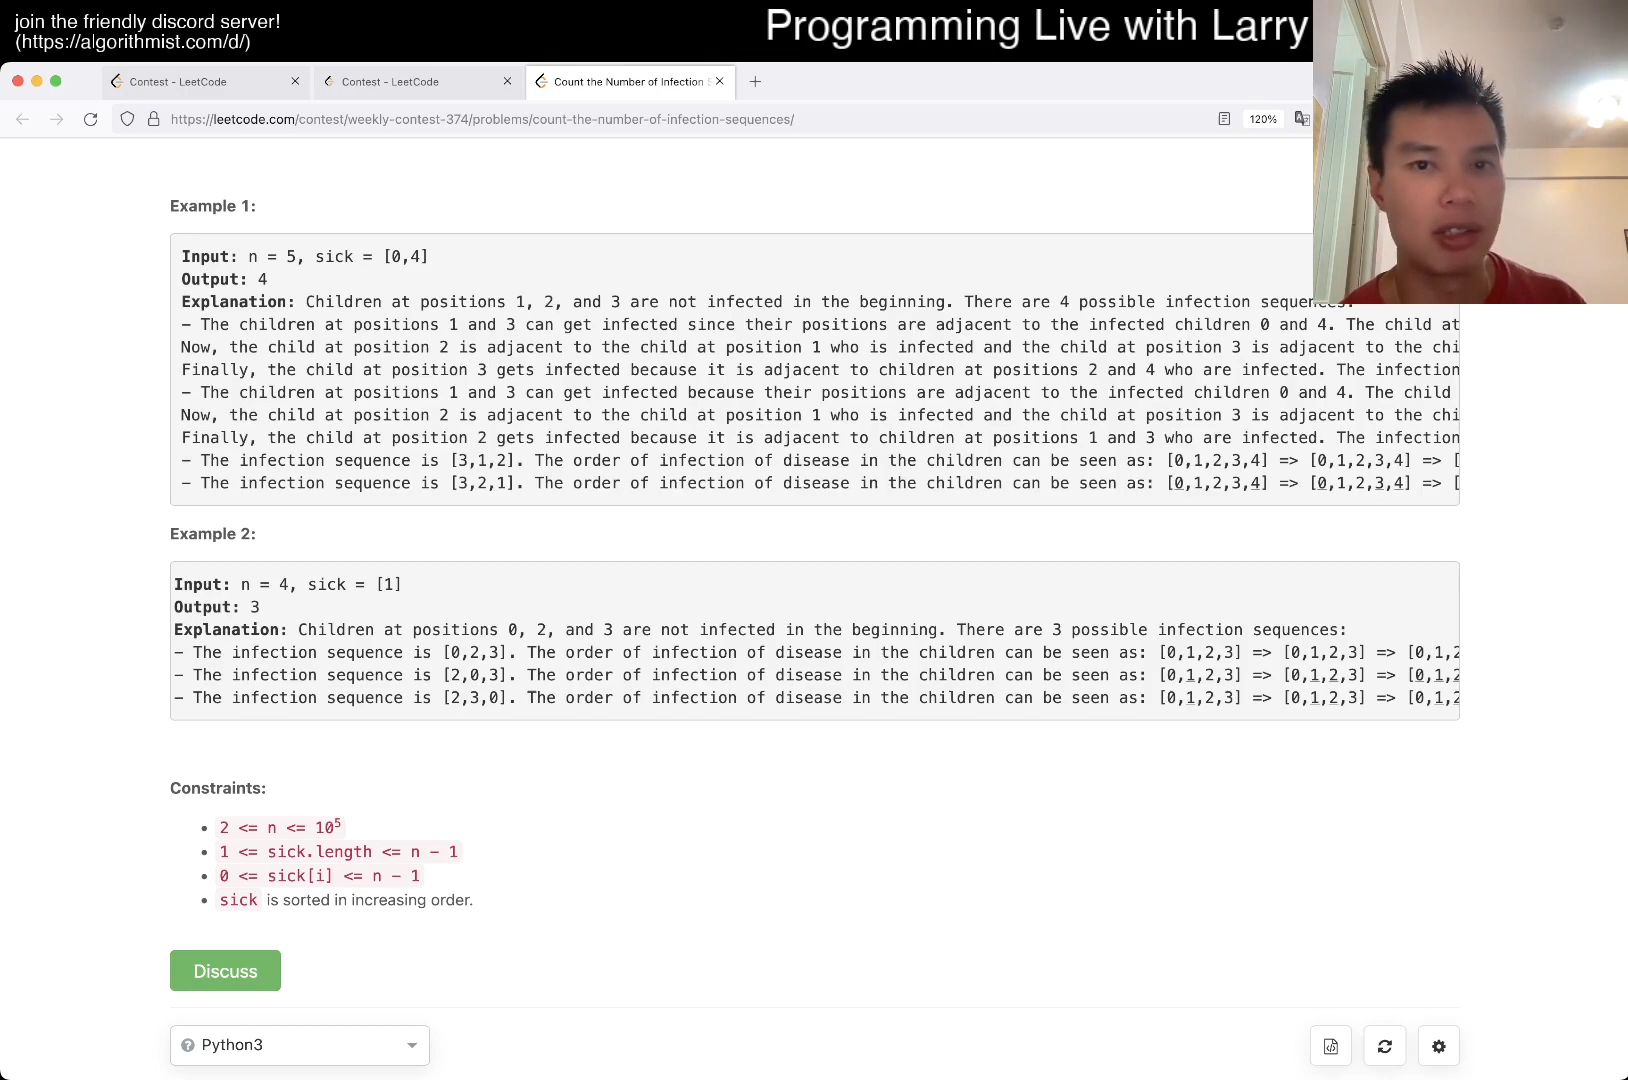 join the friendly discord server!
(https://algorithmist.com/d/)
Programming Live with Larry
Contest - LeetCode
Contest - LeetCode
Count the Number of Infection
https://leetcode.com/contest/weekly-contest-374/problems/count-the-number-of-infection-sequences/
120%
Example 1:
Input: n = 5, sick = [0,4]
Output: 4
Explanation: Children at positions 1, 2, and 3 are not infected in the beginning. There are 4 possible infection
- The children at positions 1 and 3 can get infected since their positions are adjacent to the infected children 0 and 4. The child at
Now, the child at position 2 is adjacent to the child at position 1 who is infected and the child at position 3 is adjacent to the chi
Finally, the child at position 3 gets infected because it is adjacent to children at positions 2 and 4 who are infected. The infection
- The children at positions 1 and 3 can get infected because their positions are adjacent to the infected children 0 and 4. The child
Now, the child at position 2 is adjacent to the child at position 1 who is infected and the child at position 3 is adjacent to the chi
Finally, the child at position 2 gets infected because it is adjacent to children at positions 1 and 3 who are infected. The infection
- The infection sequence is [3,1,2]. The order of infection of disease in the children can be seen as: [0,1,2,3,4] => [0,1,2,3,4] => [
- The infection sequence is [3,2,1]. The order of infection of disease in the children can be seen as: [0,1,2,3,4] => [0,1,2,3,4] => [
Example 2:
Input: n = 4, sick = [1]
Output: 3
Explanation: Children at positions 0, 2, and 3 are not infected in the beginning. There are 3 possible infection sequences:
- The infection sequence is [0,2,3]. The order of infection of disease in the children can be seen as: [0,1,2,3] => [0,1,2,3] => [0,1,2
- The infection sequence is [2,0,3]. The order of infection of disease in the children can be seen as: [0,1,2,3] => [0,1,2,3] => [0,1,2
- The infection sequence is [2,3,0]. The order of infection of disease in the children can be seen as: [0,1,2,3] => [0,1,2,3] => [0,1,2
Constraints:
• 2 <= n <= 10⁵
• 1 <= sick.length <= n - 1
• 0 <= sick[i] <= n - 1
• sick is sorted in increasing order.
Discuss
Python3